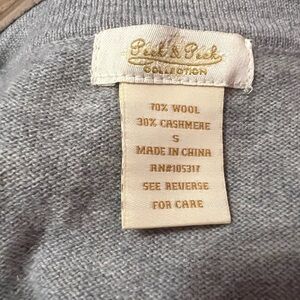 Peck & Peck
COLLECTION
70% WOOL
30% CASHMERE
S
MADE IN CHINA
RN#105317
SEE REVERSE
FOR CARE